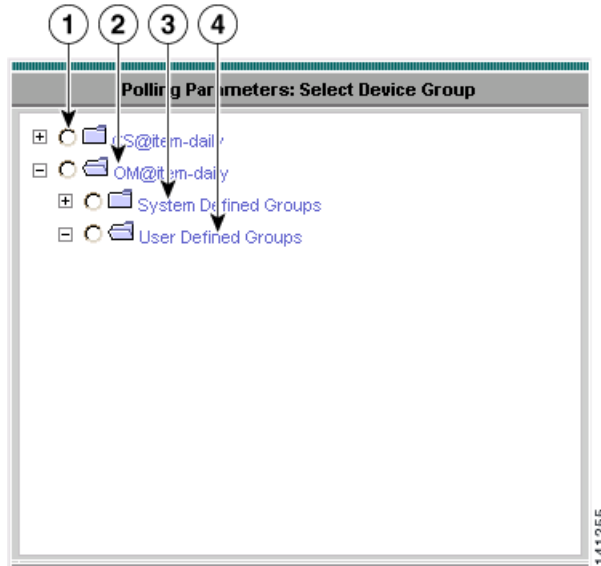 1 2 3 4
Polling Parameters: Select Device Group
CS@item-daily
OM@item-daily
System Defined Groups
User Defined Groups
141355